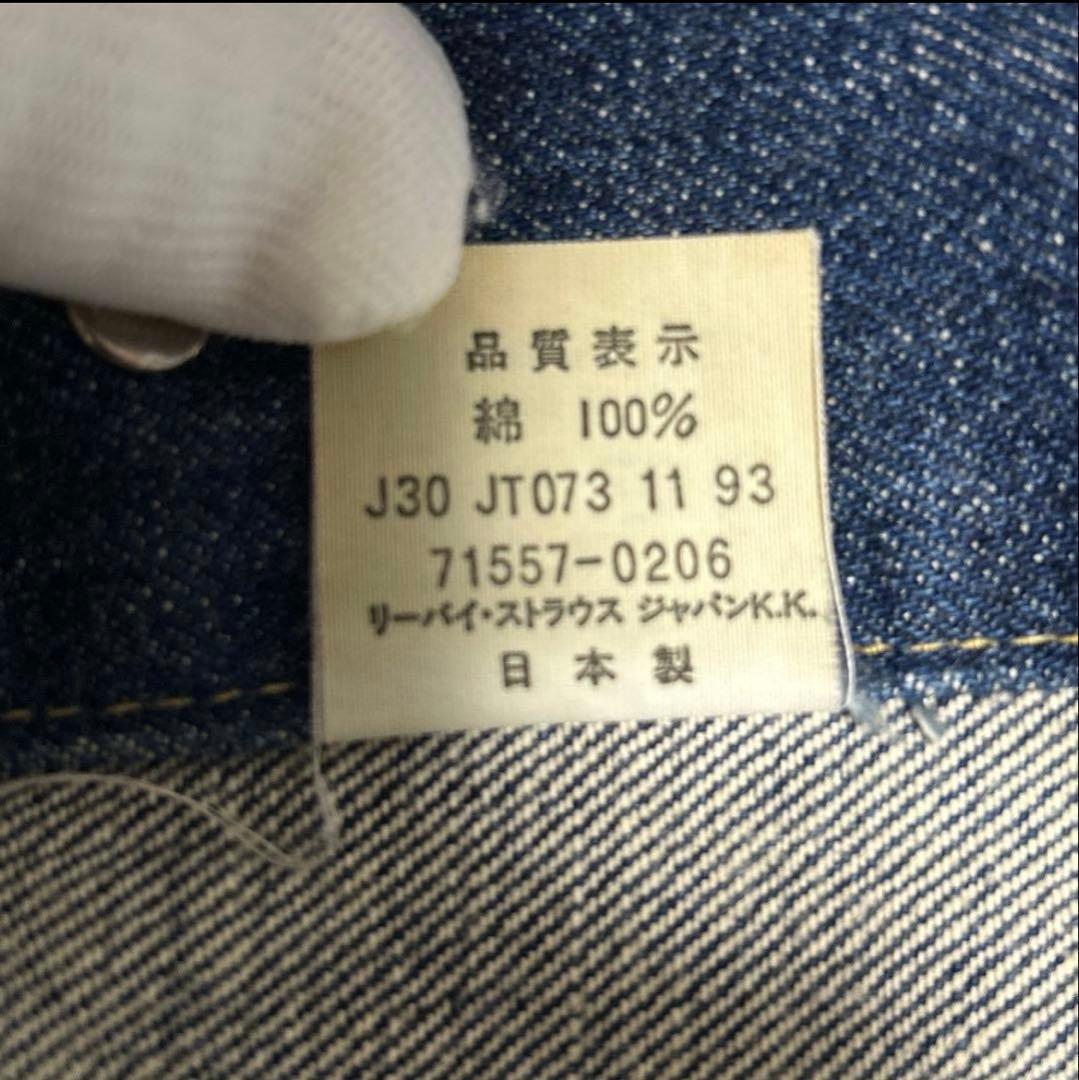 品質表示
綿 100%
J30 JT073 11 93
71557-0206
リーバイ・ストラウス ジャパンK.K.
日本製